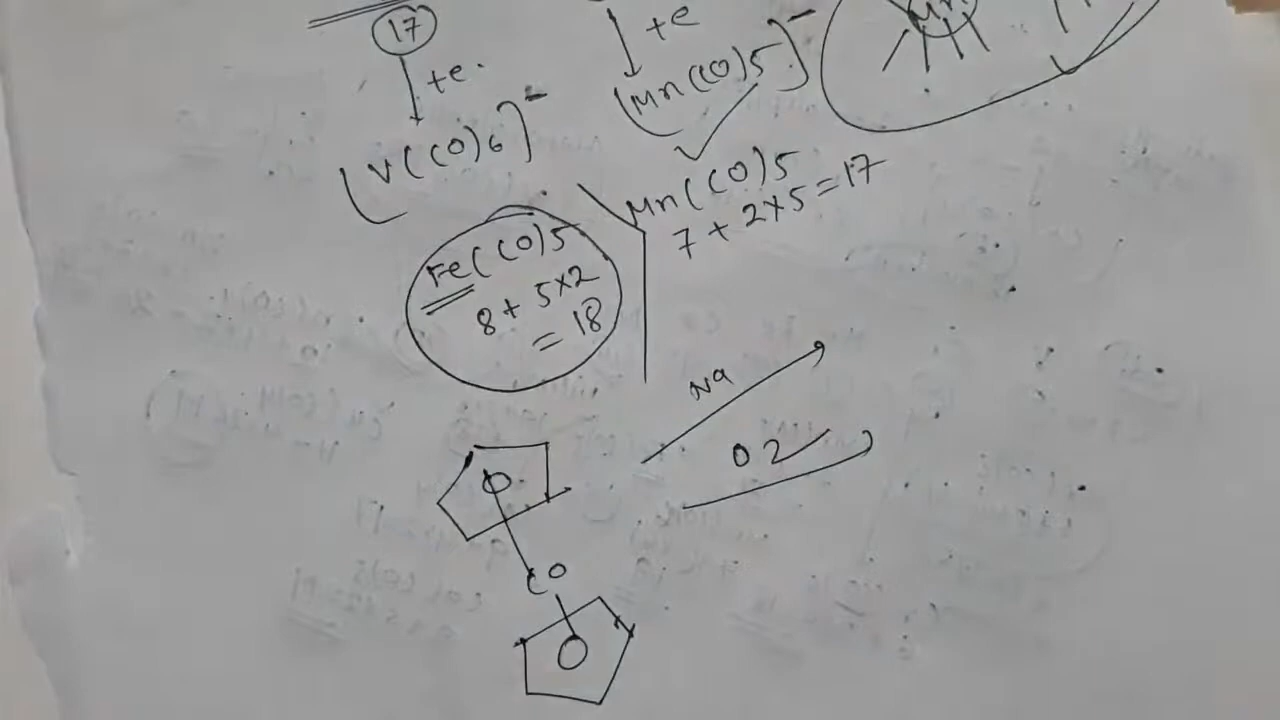 17
+e
+e.
[Mn(CO)5]-
[V(CO)6]-
Mn(CO)5
7 + 2×5 = 17
Fe(CO)5
8 + 5×2
= 18
Na
O2
Co